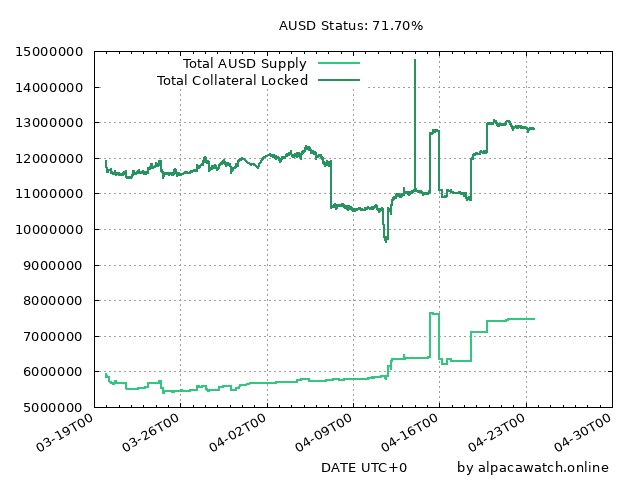 AUSD Status: 71.70%
15000000
Total AUSD Supply
Total Collateral Locked
14000000
13000000
12000000
11000000
10000000
9000000
8000000
7000000
6000000
5000000
03-19T00
03-26T00
04-02T00
04-09T00
04-16T00
04-23T00
04-30T00
DATE UTC+0
by alpacawatch.online